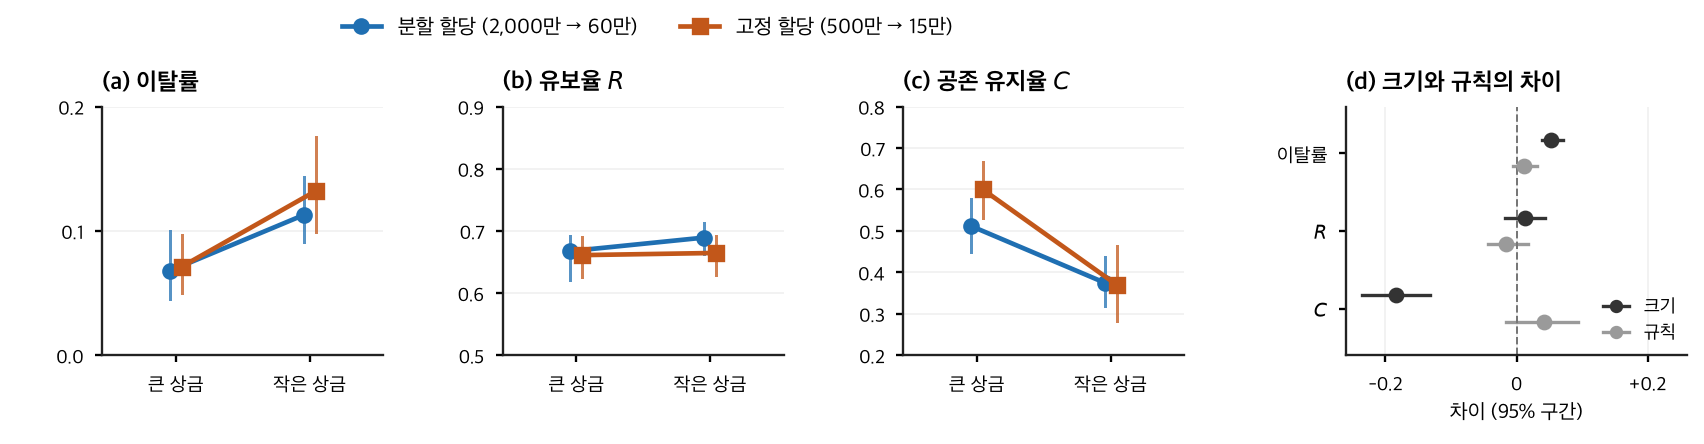 분할 할당 (2,000만 → 60만) 고정 할당 (500만 → 15만)
(a) 이탈률
0.2
0.1
0.0
큰 상금 작은 상금
(b) 유보율 R
0.9
0.8
0.7
0.6
0.5
큰 상금 작은 상금
(c) 공존 유지율 C
0.8
0.7
0.6
0.5
0.4
0.3
0.2
큰 상금 작은 상금
(d) 크기와 규칙의 차이
이탈률
R
C
크기
규칙
-0.2 0 +0.2
차이 (95% 구간)